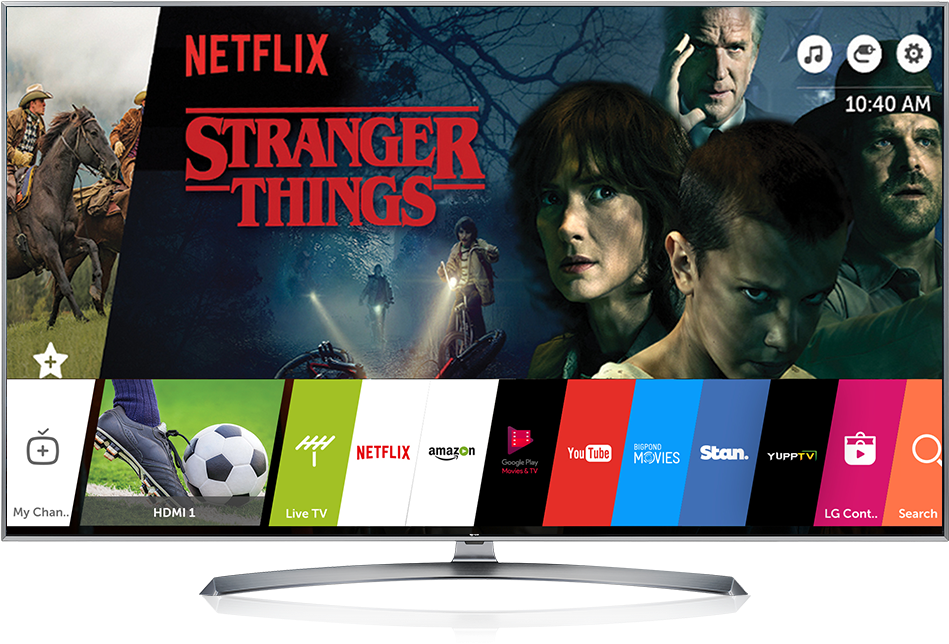 NETFLIX
STRANGER
THINGS
10:40 AM
My Chan..
HDMI 1
Live TV
NETFLIX
amazon
Google Play
Movies & TV
YouTube
BIGPOND
MOVIES
Stan.
YUPPTV
LG Cont..
Search